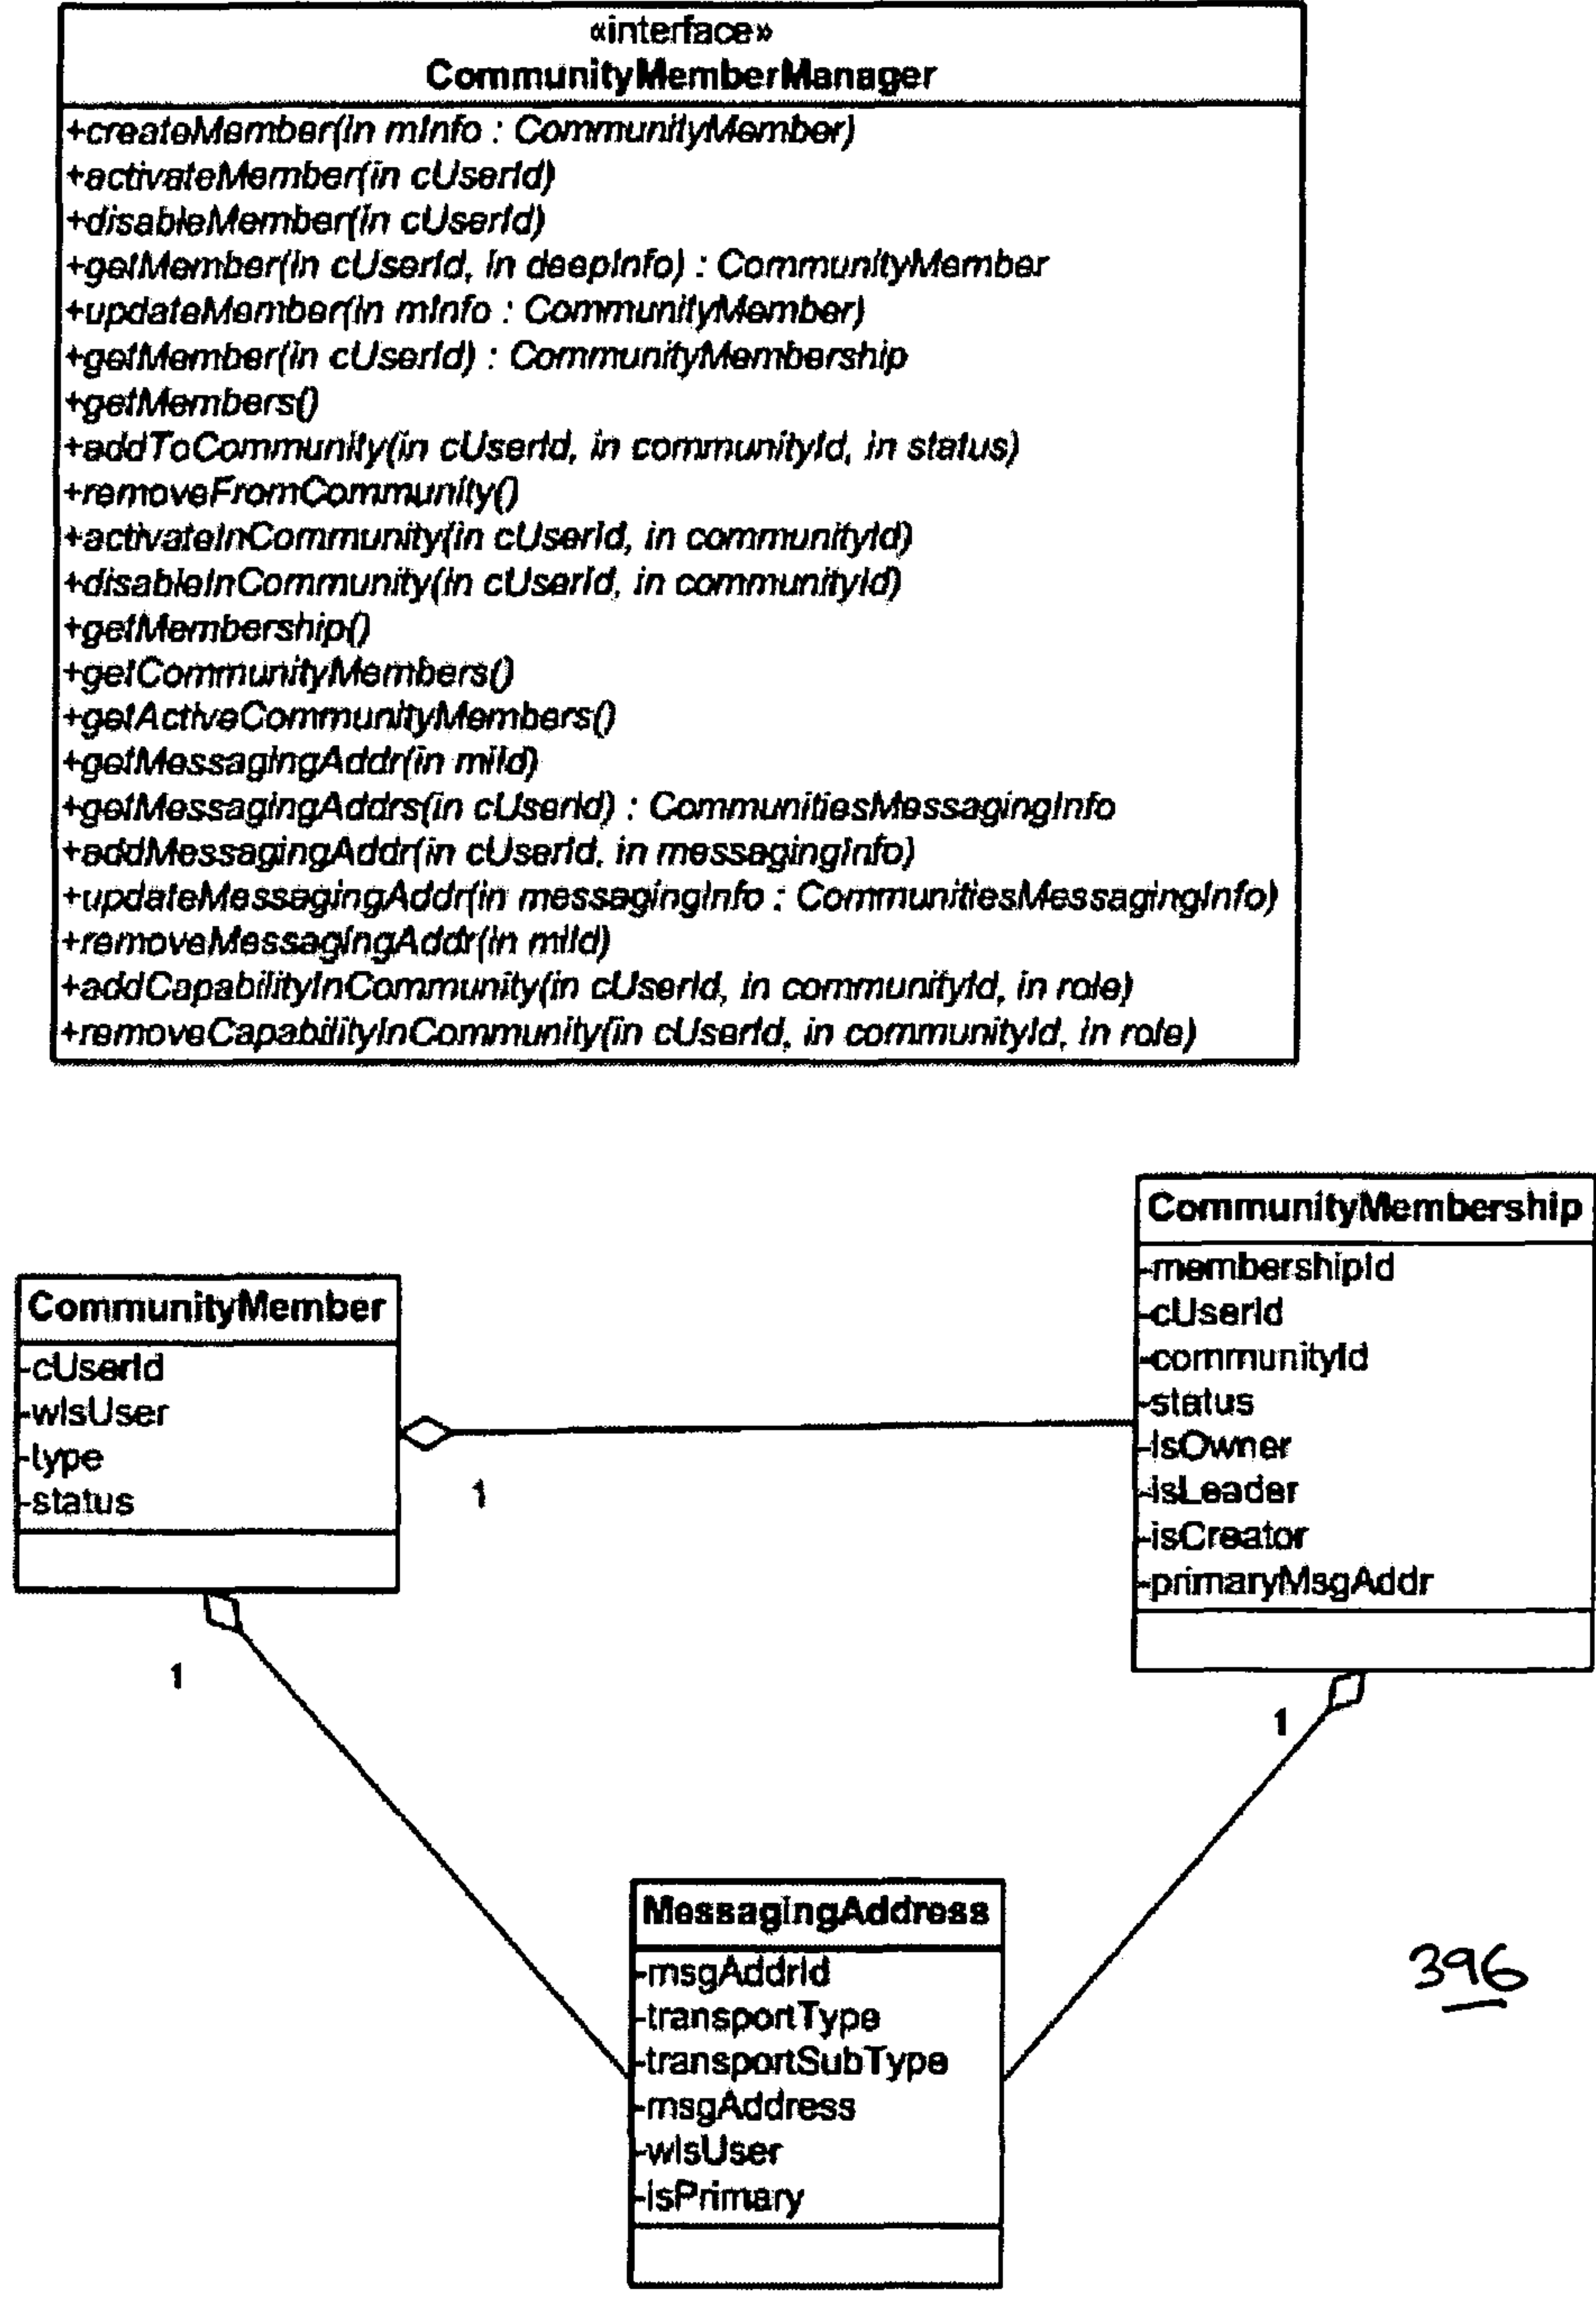 «interface»
CommunityMemberManager
+createMember(in mInfo : CommunityMember)
+activateMember(in cUserId)
+disableMember(in cUserId)
+getMember(in cUserId, in deepInfo) : CommunityMember
+updateMember(in mInfo : CommunityMember)
+getMember(in cUserId) : CommunityMembership
+getMembers()
+addToCommunity(in cUserId, in communityId, in status)
+removeFromCommunity()
+activateInCommunity(in cUserId, in communityId)
+disableInCommunity(in cUserId, in communityId)
+getMembership()
+getCommunityMembers()
+getActiveCommunityMembers()
+getMessagingAddr(in miId)
+getMessagingAddrs(in cUserId) : CommunitiesMessagingInfo
+addMessagingAddr(in cUserId, in messagingInfo)
+updateMessagingAddr(in messagingInfo : CommunitiesMessagingInfo)
+removeMessagingAddr(in miId)
+addCapabilityInCommunity(in cUserId, in communityId, in role)
+removeCapabilityInCommunity(in cUserId, in communityId, in role)
CommunityMembership
-membershipId
-cUserId
-communityId
-status
-isOwner
-isLeader
-isCreator
-primaryMsgAddr
CommunityMember
-cUserId
-wlsUser
-type
-status
1
1
1
MessagingAddress
-msgAddrId
-transportType
-transportSubType
-msgAddress
-wlsUser
-isPrimary
396